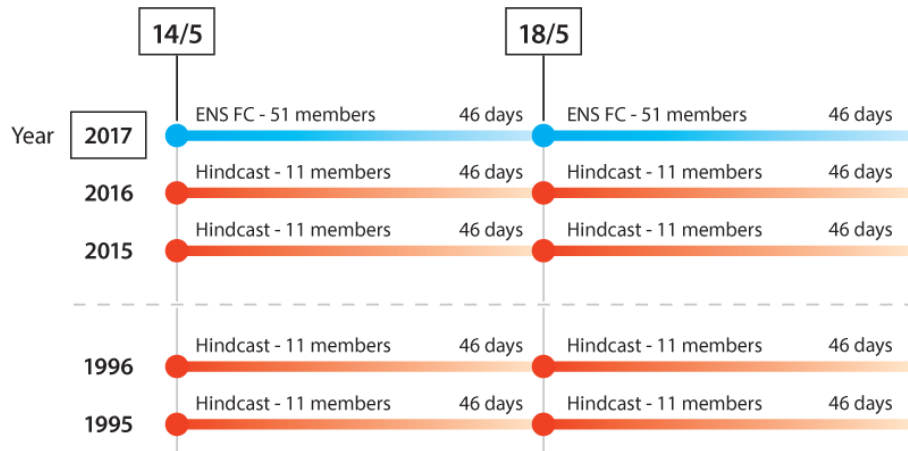 14/5 18/5
ENS FC - 51 members 46 days ENS FC - 51 members 46 days
Year 2017
Hindcast - 11 members 46 days Hindcast - 11 members 46 days
2016
Hindcast - 11 members 46 days Hindcast - 11 members 46 days
2015
Hindcast - 11 members 46 days Hindcast - 11 members 46 days
1996
Hindcast - 11 members 46 days Hindcast - 11 members 46 days
1995